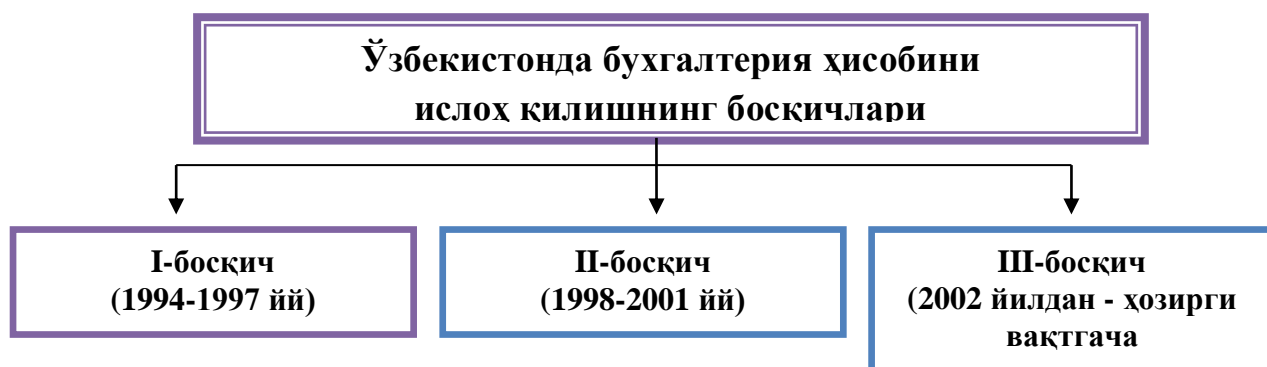 Ўзбекистонда бухгалтерия ҳисобини
ислоҳ қилишнинг босқичлари
I-босқич
(1994-1997 йй)
II-босқич
(1998-2001 йй)
III-босқич
(2002 йилдан - ҳозирги
вақтгача